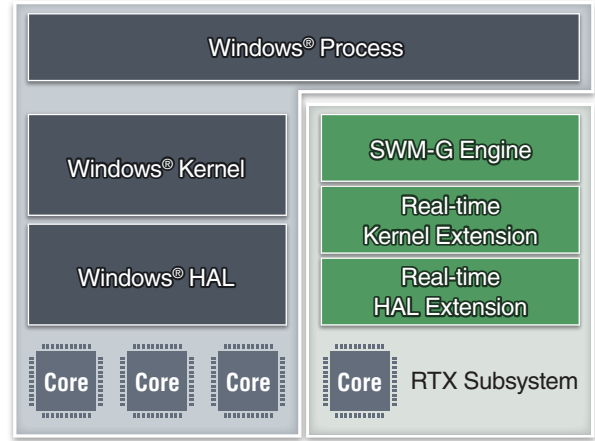 Windows® Process
Windows® Kernel
Windows® HAL
Core
Core
Core
SWM-G Engine
Real-time
Kernel Extension
Real-time
HAL Extension
Core
RTX Subsystem